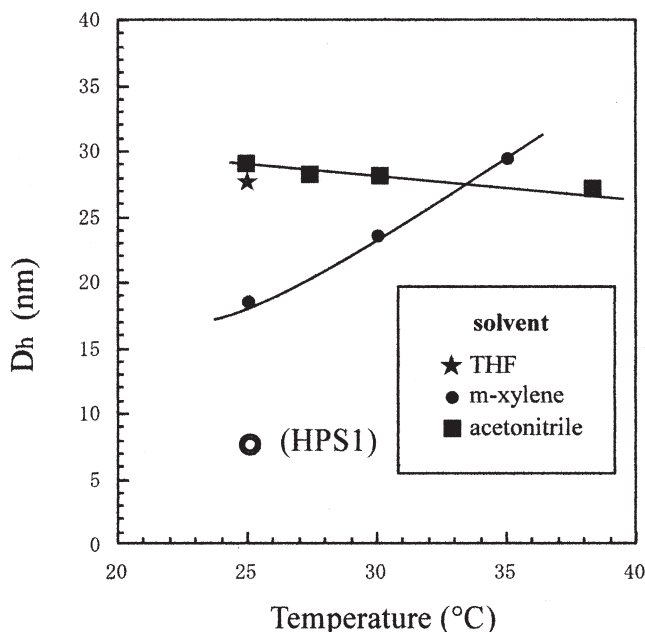 40
35
30
25
20
15
10
5
0
Dh (nm)
solvent
THF
m-xylene
acetonitrile
(HPS1)
20 25 30 35 40
Temperature (°C)